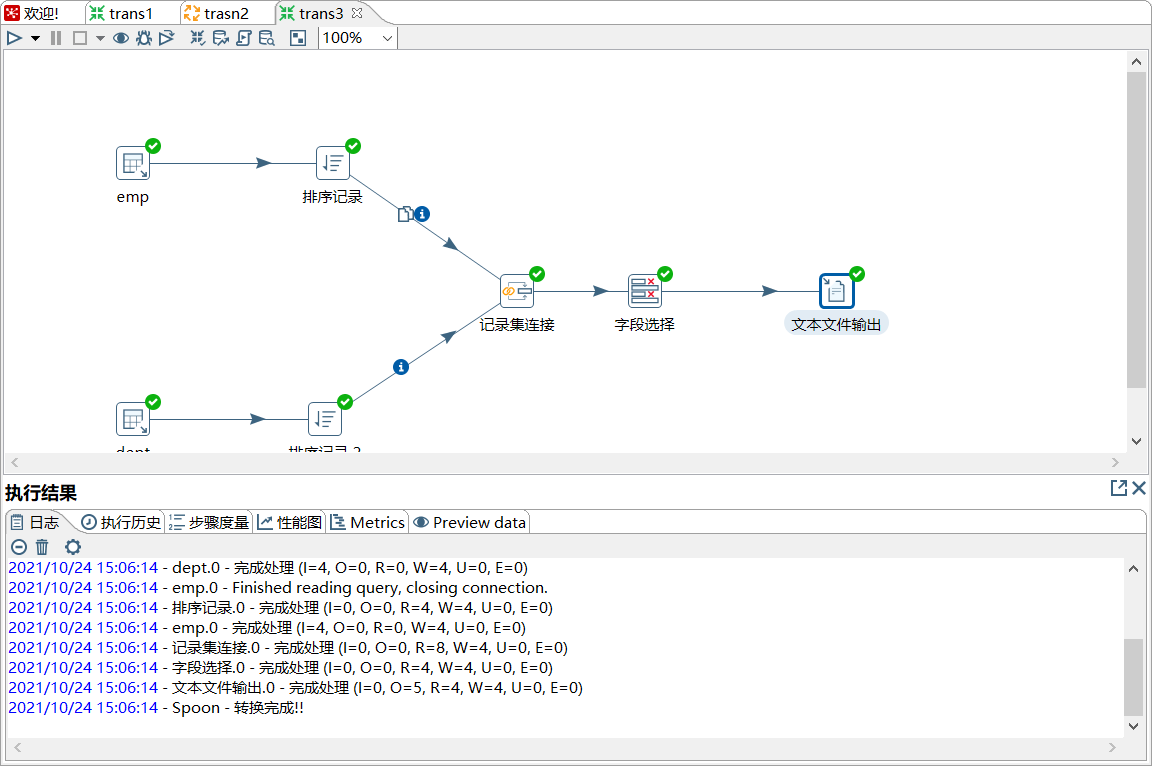 欢迎!
trans1
trasn2
trans3
100%
emp
排序记录
记录集连接
字段选择
文本文件输出
dept
排序记录 2
执行结果
日志
执行历史
步骤度量
性能图
Metrics
Preview data
2021/10/24 15:06:14 - dept.0 - 完成处理 (I=4, O=0, R=0, W=4, U=0, E=0)
2021/10/24 15:06:14 - emp.0 - Finished reading query, closing connection.
2021/10/24 15:06:14 - 排序记录.0 - 完成处理 (I=0, O=0, R=4, W=4, U=0, E=0)
2021/10/24 15:06:14 - emp.0 - 完成处理 (I=4, O=0, R=0, W=4, U=0, E=0)
2021/10/24 15:06:14 - 记录集连接.0 - 完成处理 (I=0, O=0, R=8, W=4, U=0, E=0)
2021/10/24 15:06:14 - 字段选择.0 - 完成处理 (I=0, O=0, R=4, W=4, U=0, E=0)
2021/10/24 15:06:14 - 文本文件输出.0 - 完成处理 (I=0, O=5, R=4, W=4, U=0, E=0)
2021/10/24 15:06:14 - Spoon - 转换完成!!